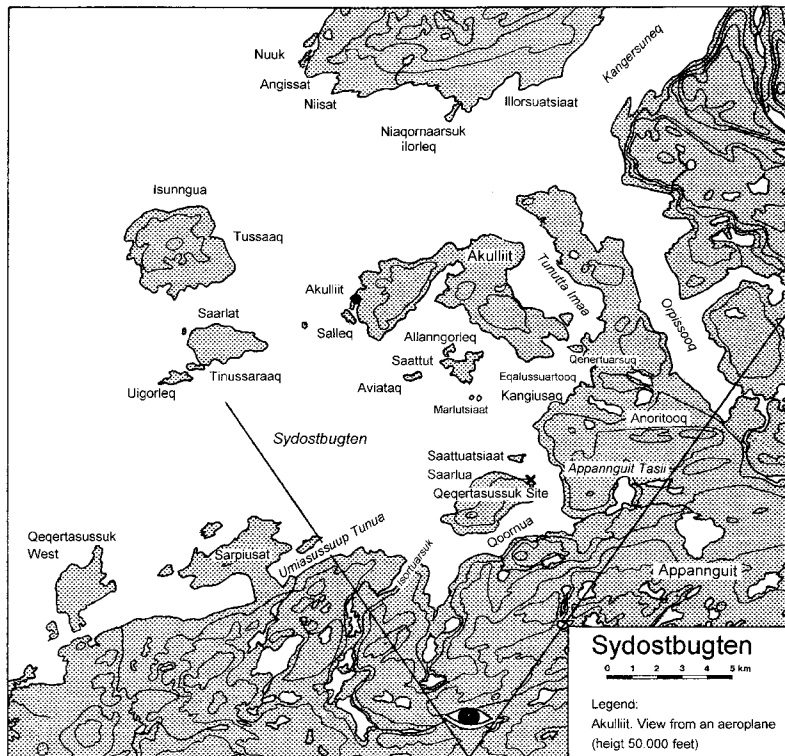 Kangersuneq
Nuuk
Angissat
Niisat
Illorsuatsiaat
Niaqornaarsuk
ilorleq
Isunngua
Tussaaq
Akulliit
Tunutta Ilmaa
Orpissooq
Akulliit
Saarlat
Salleq
Allanngorleq
Saattut
Qenertuarsuq
Tinussaraaq
Uigorleq
Aviataq
Eqalussuartooq
Kangiusaq
Marlutsiaat
Anoritooq
Sydostbugten
Saattuatsiaat
Saarlua
Appannguit Tasii
Qeqertasussuk Site
Qoornua
Qeqertasussuk
West
Sarpiusat
Umiasussuup Tunua
Appannguit
Sydostbugten
0 1 2 3 4 5 km
Legend:
Akulliit. View from an aeroplane
(heigt 50.000 feet)